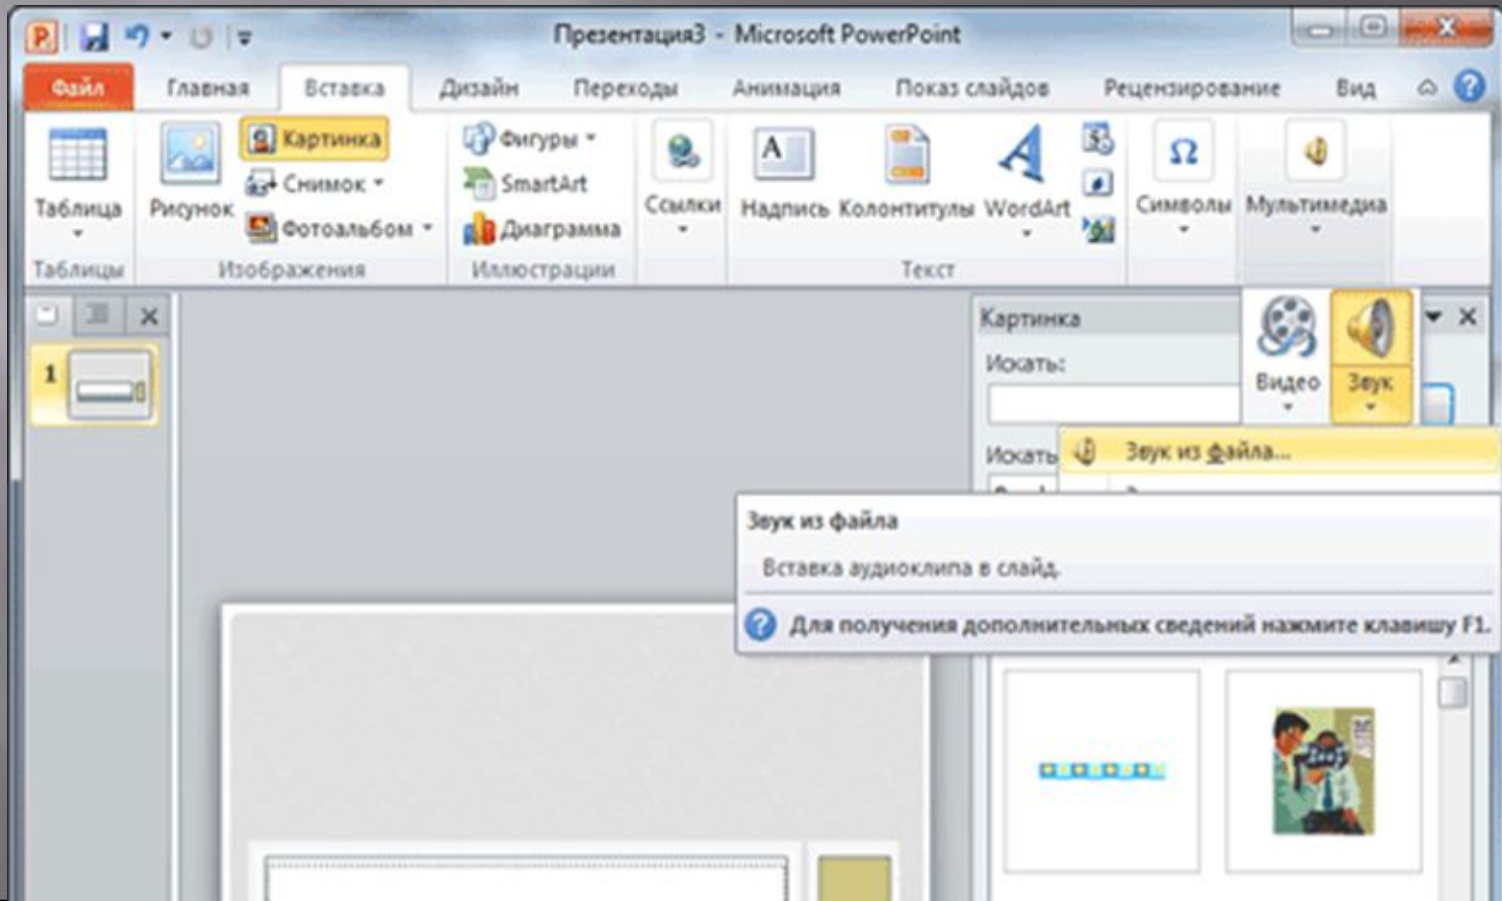 Презентация3 - Microsoft PowerPoint
Файл Главная Вставка Дизайн Переходы Анимация Показ слайдов Рецензирование Вид
Таблица
Таблицы
Рисунок
Картинка
Снимок
Фотоальбом
Изображения
Фигуры
SmartArt
Диаграмма
Иллюстрации
Ссылки
Надпись Колонтитулы WordArt
Текст
Символы
Мультимедиа
1
Картинка
Искать:
Видео Звук
Искать
Звук из файла...
Звук из файла
Вставка аудиоклипа в слайд.
Для получения дополнительных сведений нажмите клавишу F1.